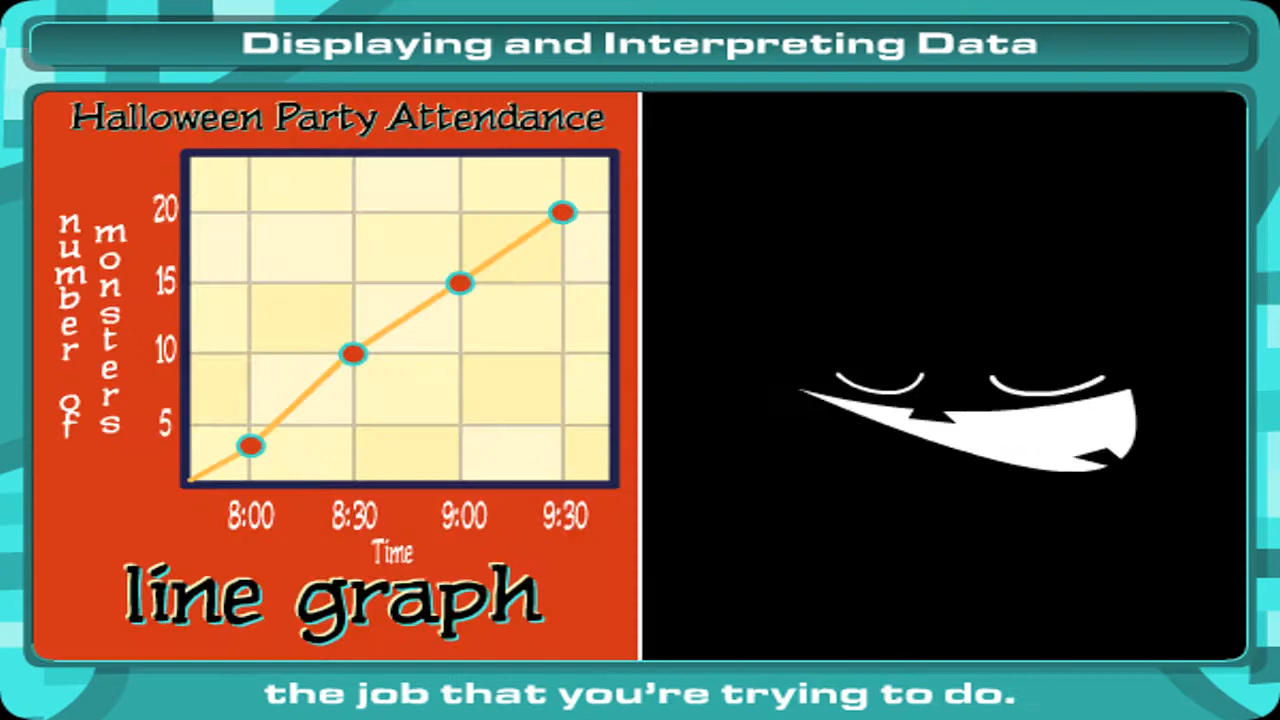 Displaying and Interpreting Data
Halloween Party Attendance
number of
monsters
20
15
10
5
8:00 8:30 9:00 9:30
Time
line graph
the job that you're trying to do.